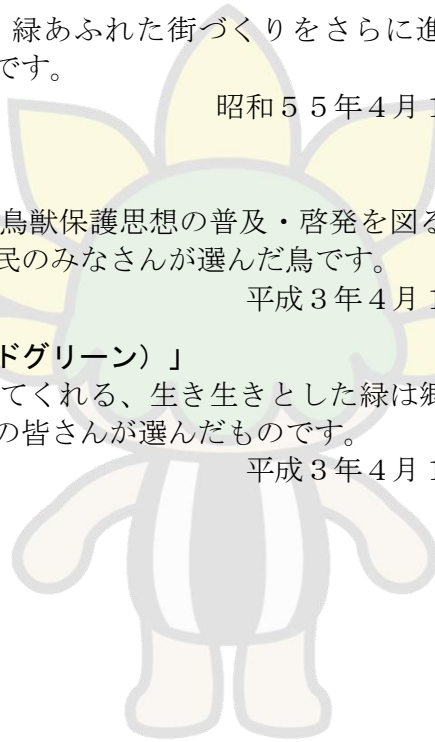 緑あふれた街づくりをさらに進
です。
昭和５５年４月１
鳥獣保護思想の普及・啓発を図る
民のみなさんが選んだ鳥です。
平成３年４月１
ドグリーン）」
てくれる、生き生きとした緑は郷
の皆さんが選んだものです。
平成３年４月１